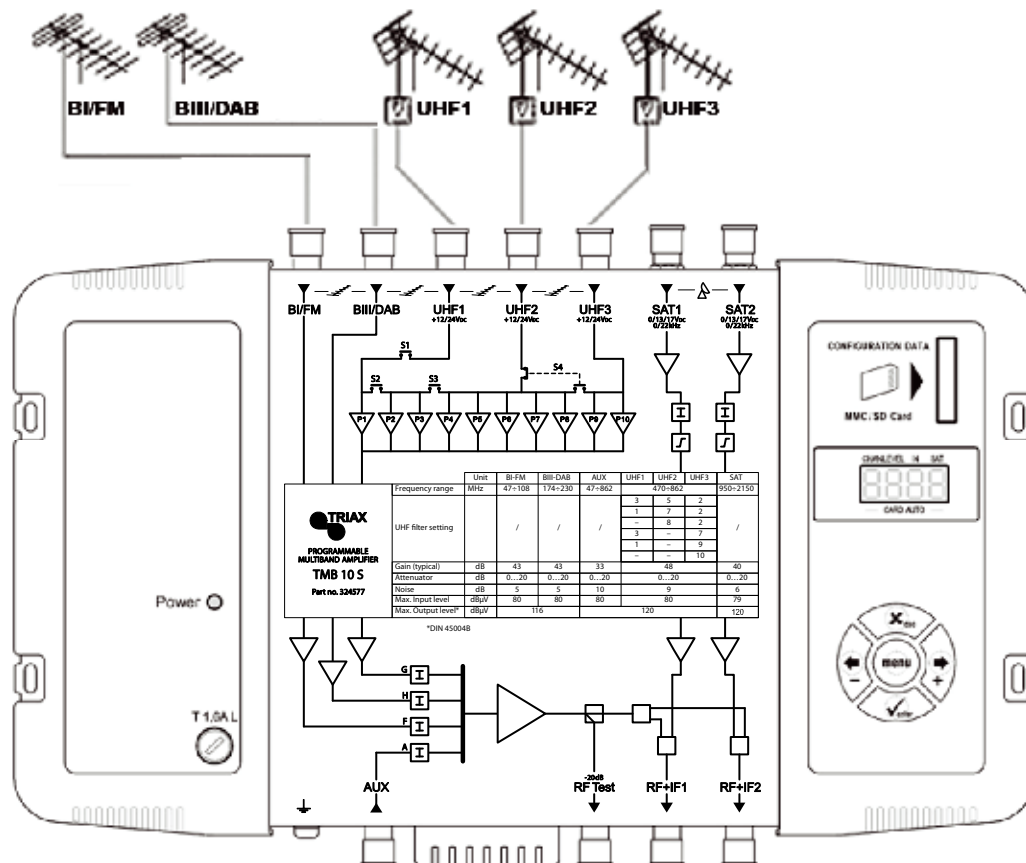 BI/FM BIII/DAB UHF1 UHF2 UHF3
BI/FM BIII/DAB UHF1 UHF2 UHF3 SAT1 SAT2
+12/24VDC +12/24VDC +12/24VDC 0/13/17VDC 0/13/17VDC
0/22kHz 0/22kHz
S1
S2 S3 S4
P1 P2 P3 P4 P5 P6 P7 P8 P9 P10
CONFIGURATION DATA
MMC/SD Card
CHAN/LEVEL IN SAT
8888
CARD AUTO
TRIAX
PROGRAMMABLE
MULTIBAND AMPLIFIER
TMB 10 S
Part no. 324577
Unit BI-FM BIII-DAB AUX UHF1 UHF2 UHF3 SAT
Frequency range MHz 47÷108 174÷230 47÷862 470÷862 950÷2150
3 5 2
1 7 2
– 8 2
UHF filter setting / / / 3 – 7 /
1 – 9
– – 10
Gain (typical) dB 43 43 33 48 40
Attenuator dB 0...20 0...20 0...20 0...20 0...20
Noise dB 5 5 10 9 6
Max. Input level dBµV 80 80 80 80 79
Max. Output level* dBµV 116 120 120
*DIN 45004B
Power
T 1,6A L
X esc
– menu +
enter
G
H
F
A
AUX
-20dB
RF Test RF+IF1 RF+IF2